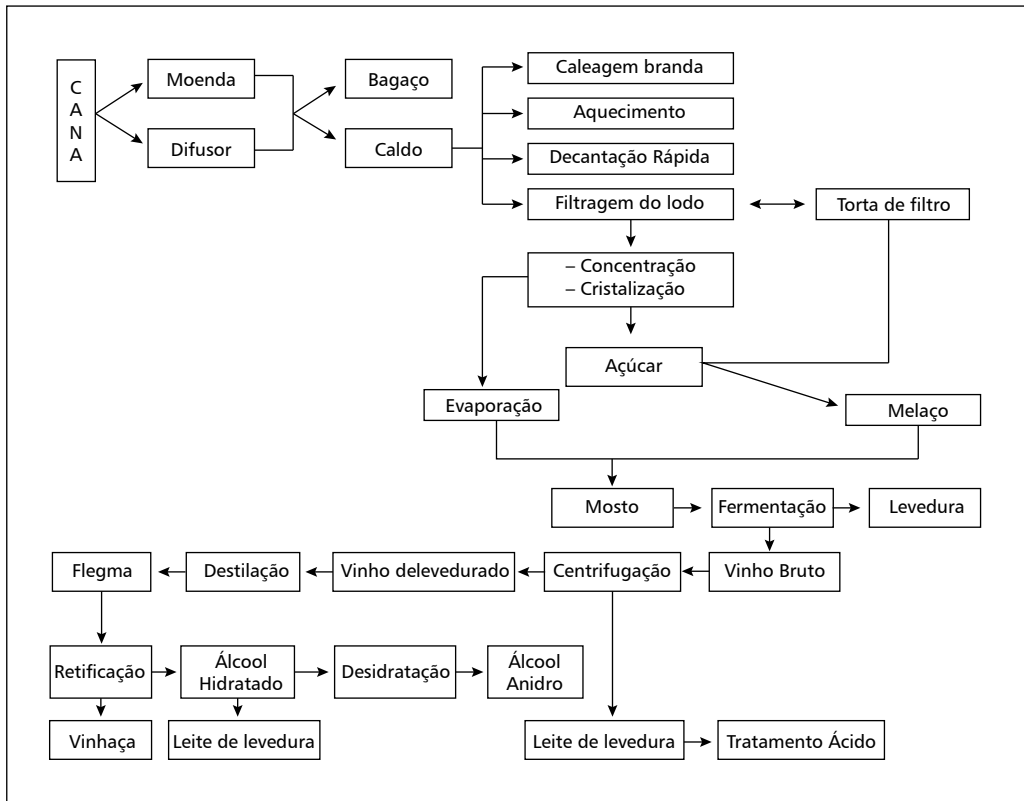 C
A
N
A
Moenda
Bagaço
Caleagem branda
Aquecimento
Difusor
Caldo
Decantação Rápida
Filtragem do lodo
Torta de filtro
– Concentração
– Cristalização
Açúcar
Evaporação
Melaço
Mosto
Fermentação
Levedura
Flegma
Destilação
Vinho delevedurado
Centrifugação
Vinho Bruto
Retificação
Álcool
Hidratado
Desidratação
Álcool
Anidro
Vinhaça
Leite de levedura
Leite de levedura
Tratamento Ácido